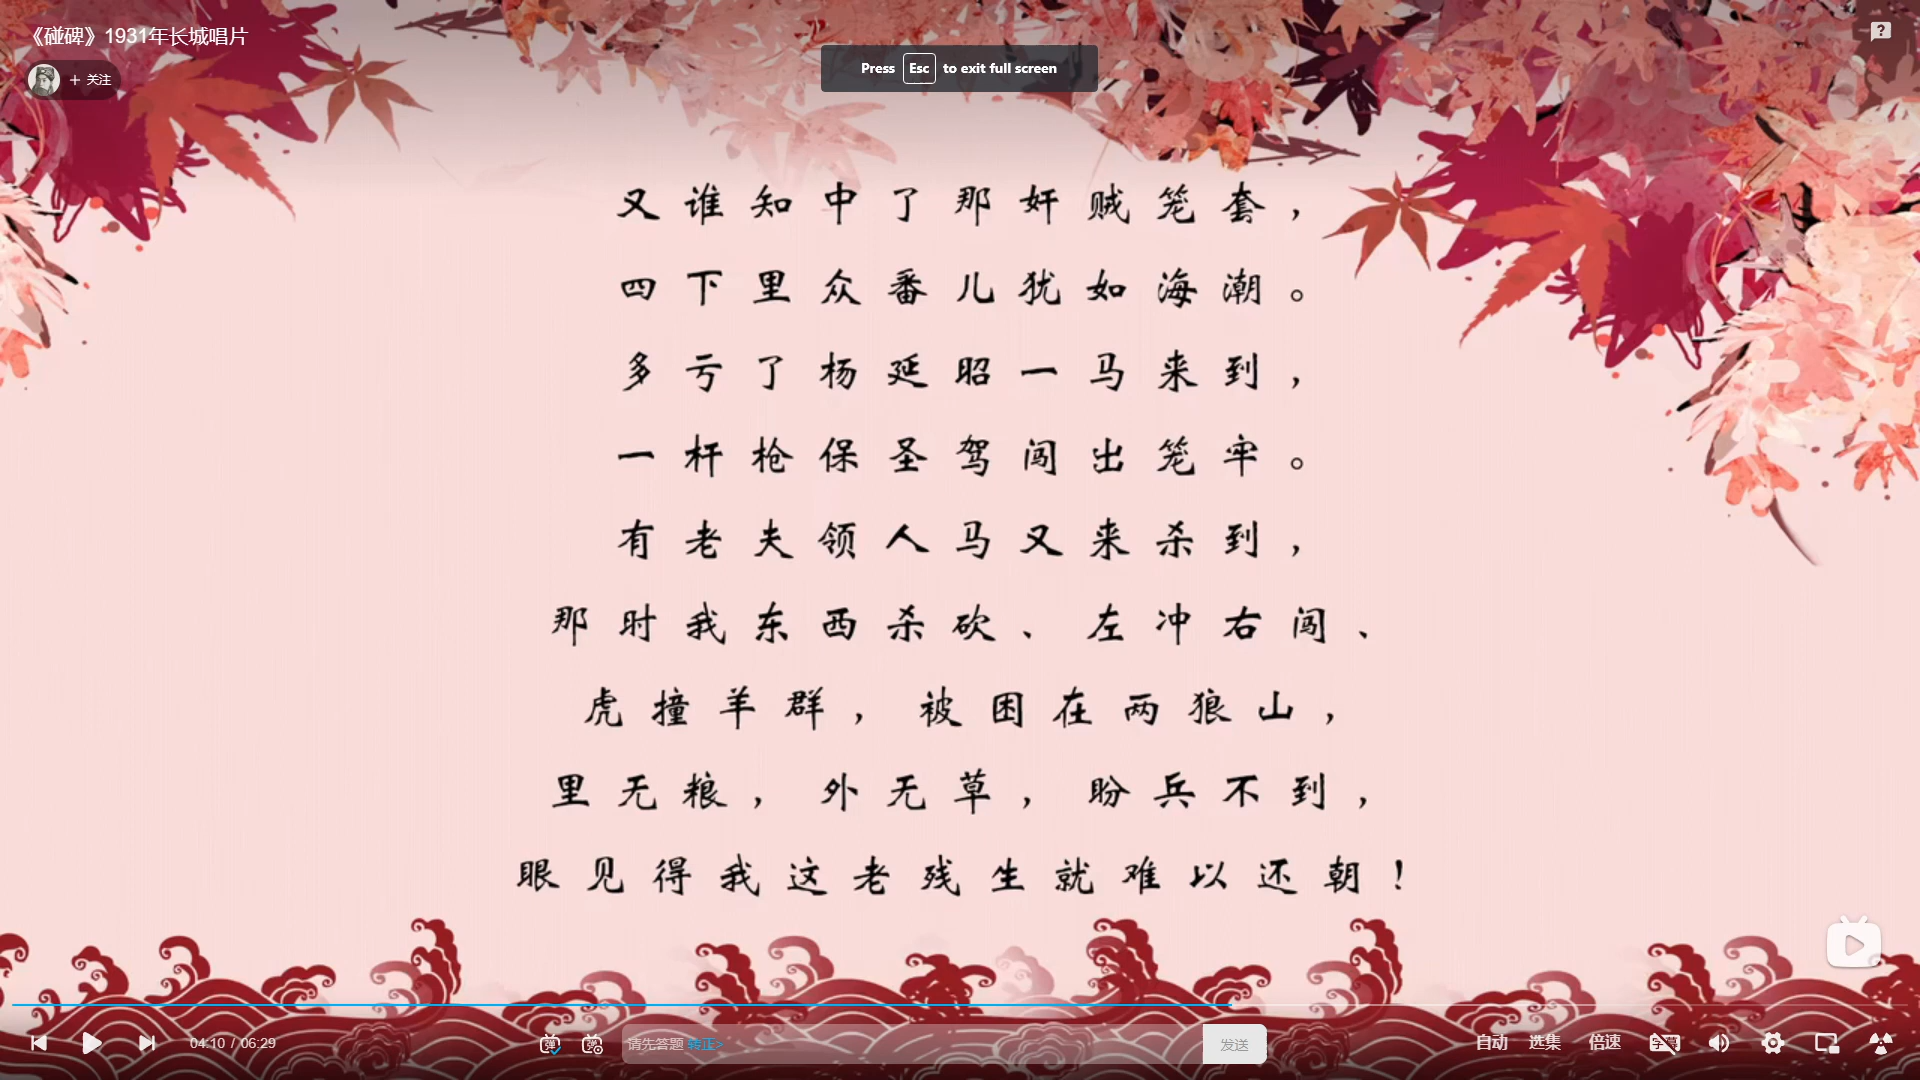 《碰碑》1931年长城唱片
+ 关注
Press Esc to exit full screen
又谁知中了那奸贼笼套，
四下里众番儿犹如海潮。
多亏了杨延昭一马来到，
一杆枪保圣驾闯出笼牢。
有老夫领人马又来杀到，
那时我东西杀砍、左冲右闯、
虎撞羊群，被困在两狼山，
里无粮，外无草，盼兵不到，
眼见得我这老残生就难以还朝！
04:10 / 06:29
弹
弹
请先答题 转正>
发送
自动
选集
倍速
字幕